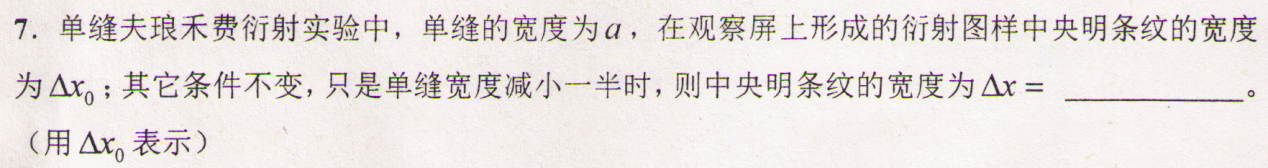 7. 单缝夫琅禾费衍射实验中，单缝的宽度为a，在观察屏上形成的衍射图样中央明条纹的宽度
为Δx₀；其它条件不变，只是单缝宽度减小一半时，则中央明条纹的宽度为Δx = ____________。
（用Δx₀表示）